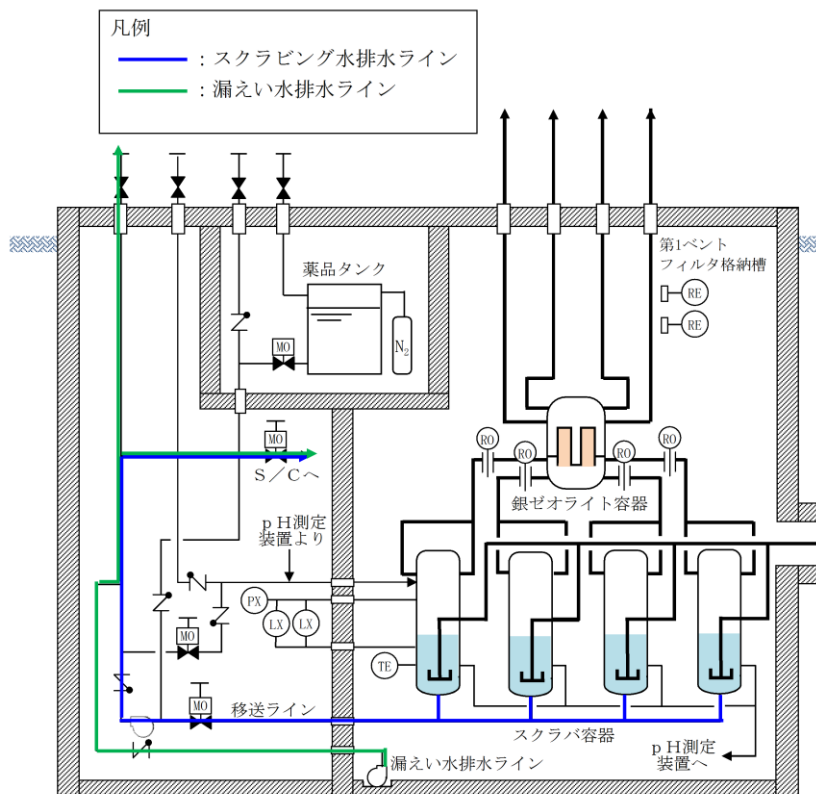 凡例
：スクラビング水排水ライン
：漏えい水排水ライン
薬品タンク
MO
N2
第1ベント
フィルタ格納槽
RE
RE
MO
S／Cへ
RO
RO
RO
RO
銀ゼオライト容器
ｐH測定
装置より
PX
LX
LX
MO
TE
MO
移送ライン
スクラバ容器
漏えい水排水ライン
ｐH測定
装置へ